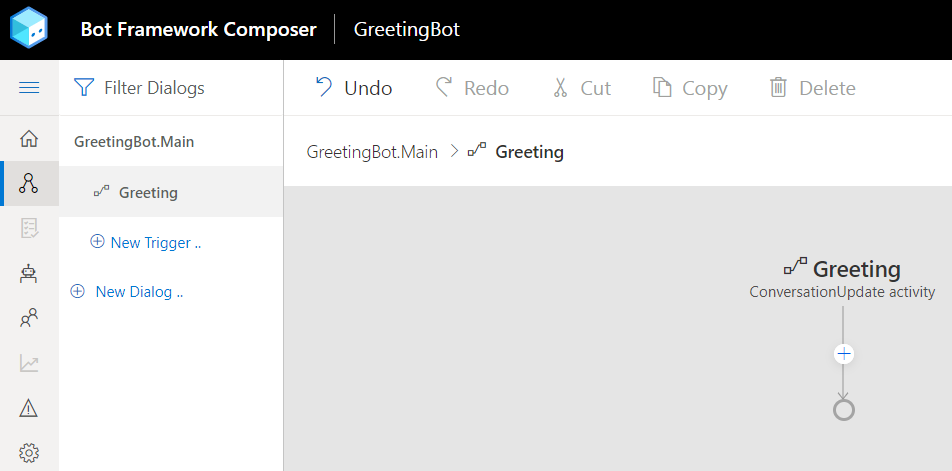 Bot Framework Composer GreetingBot
Filter Dialogs
Undo Redo Cut Copy Delete
GreetingBot.Main
Greeting
New Trigger ..
New Dialog ..
GreetingBot.Main > Greeting
Greeting
ConversationUpdate activity